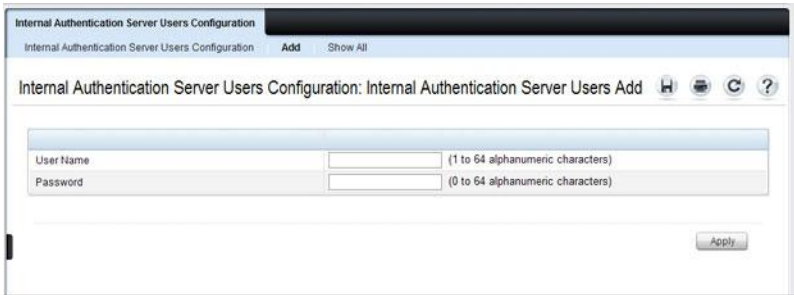 Internal Authentication Server Users Configuration
Internal Authentication Server Users Configuration Add Show All
Internal Authentication Server Users Configuration: Internal Authentication Server Users Add H C ?
User Name (1 to 64 alphanumeric characters)
Password (0 to 64 alphanumeric characters)
Apply